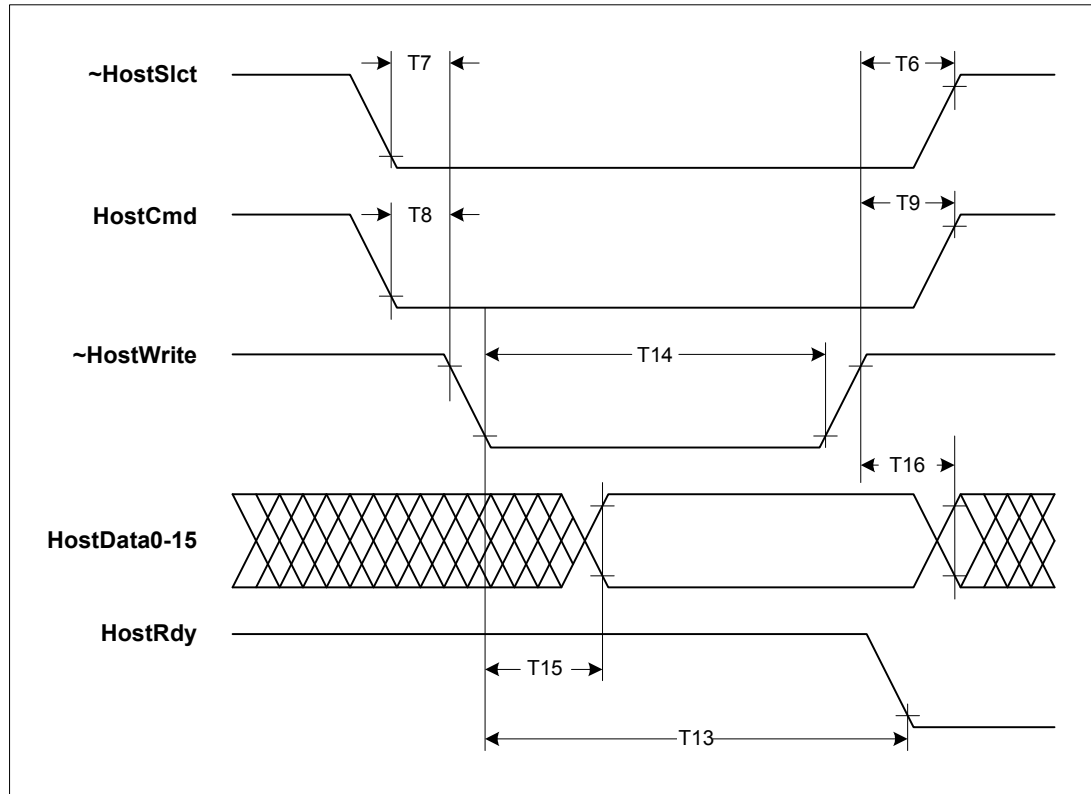 T7
T6
~HostSlct
T8
T9
HostCmd
~HostWrite
T14
T16
HostData0-15
HostRdy
T15
T13